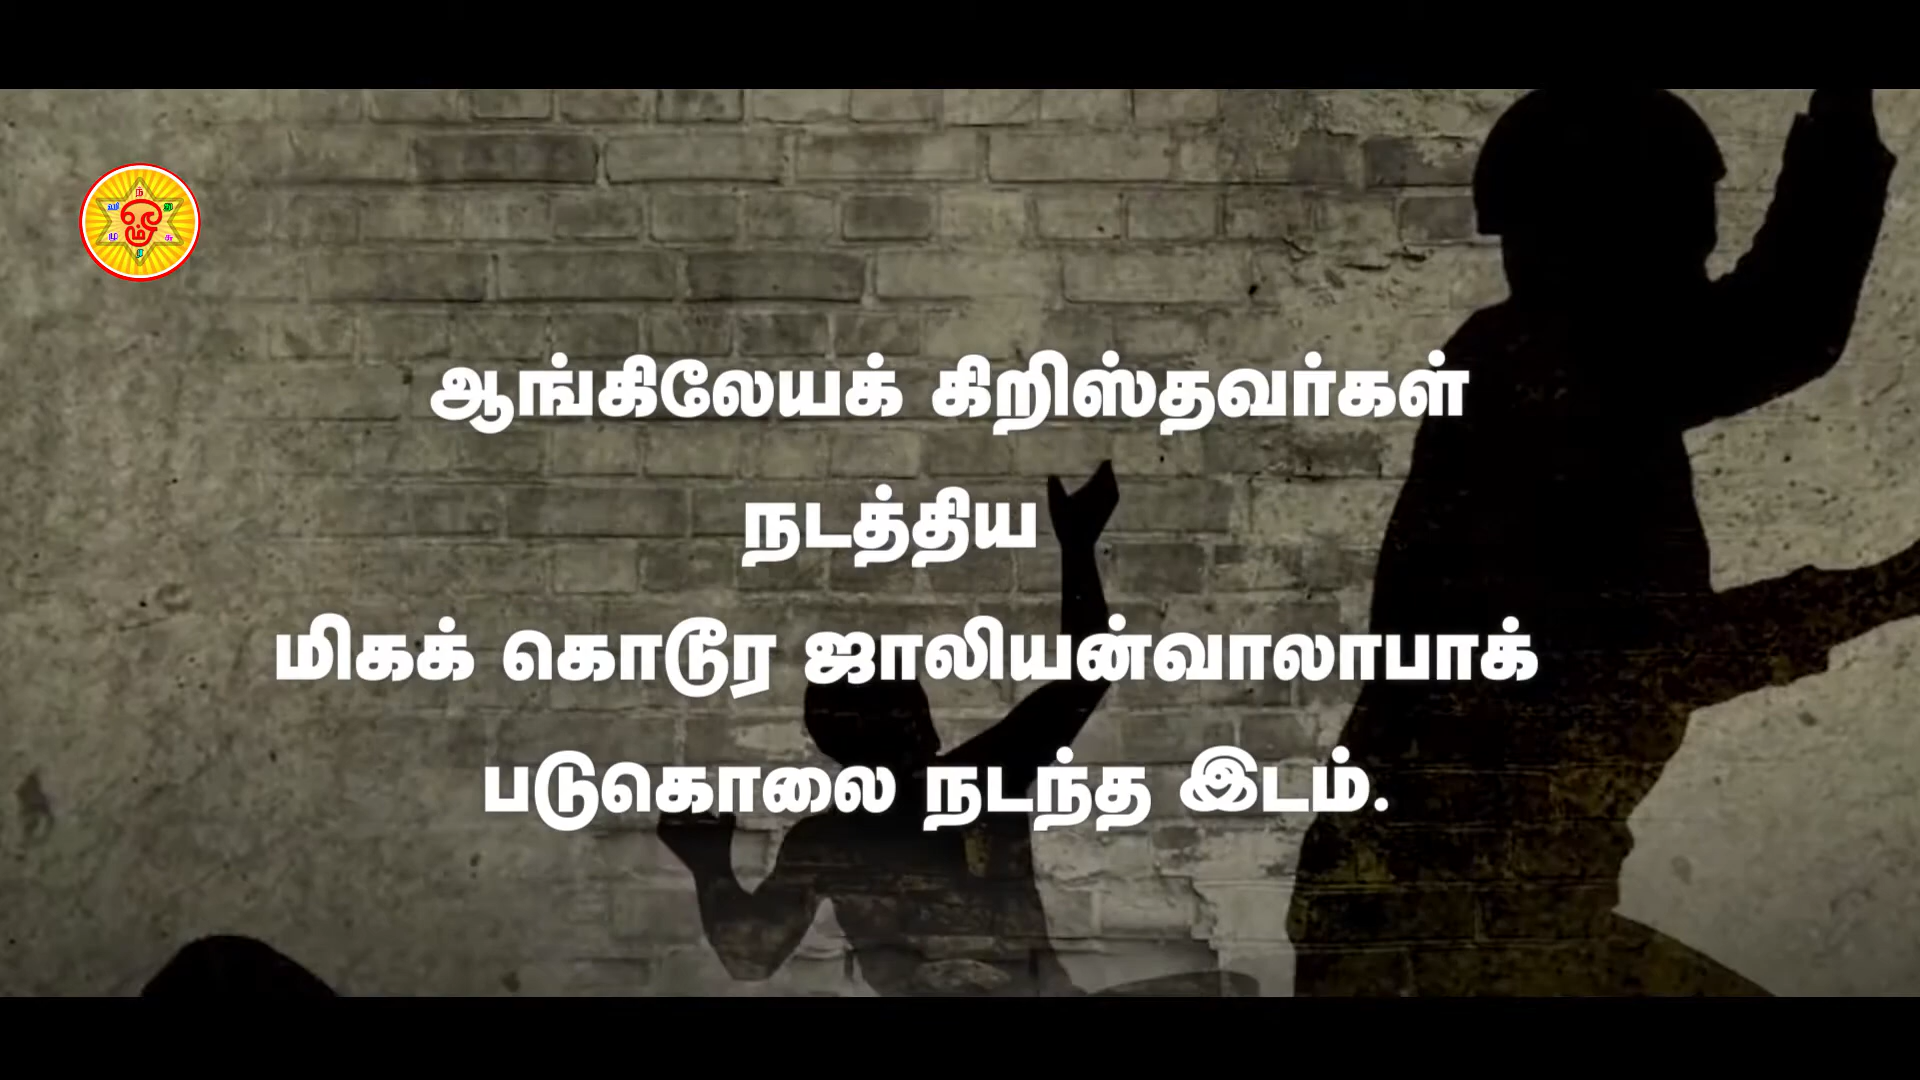 ஆங்கிலேயக் கிறிஸ்தவர்கள்
நடத்திய
மிகக் கொடூர ஜாலியன்வாலாபாக்
படுகொலை நடந்த இடம்.